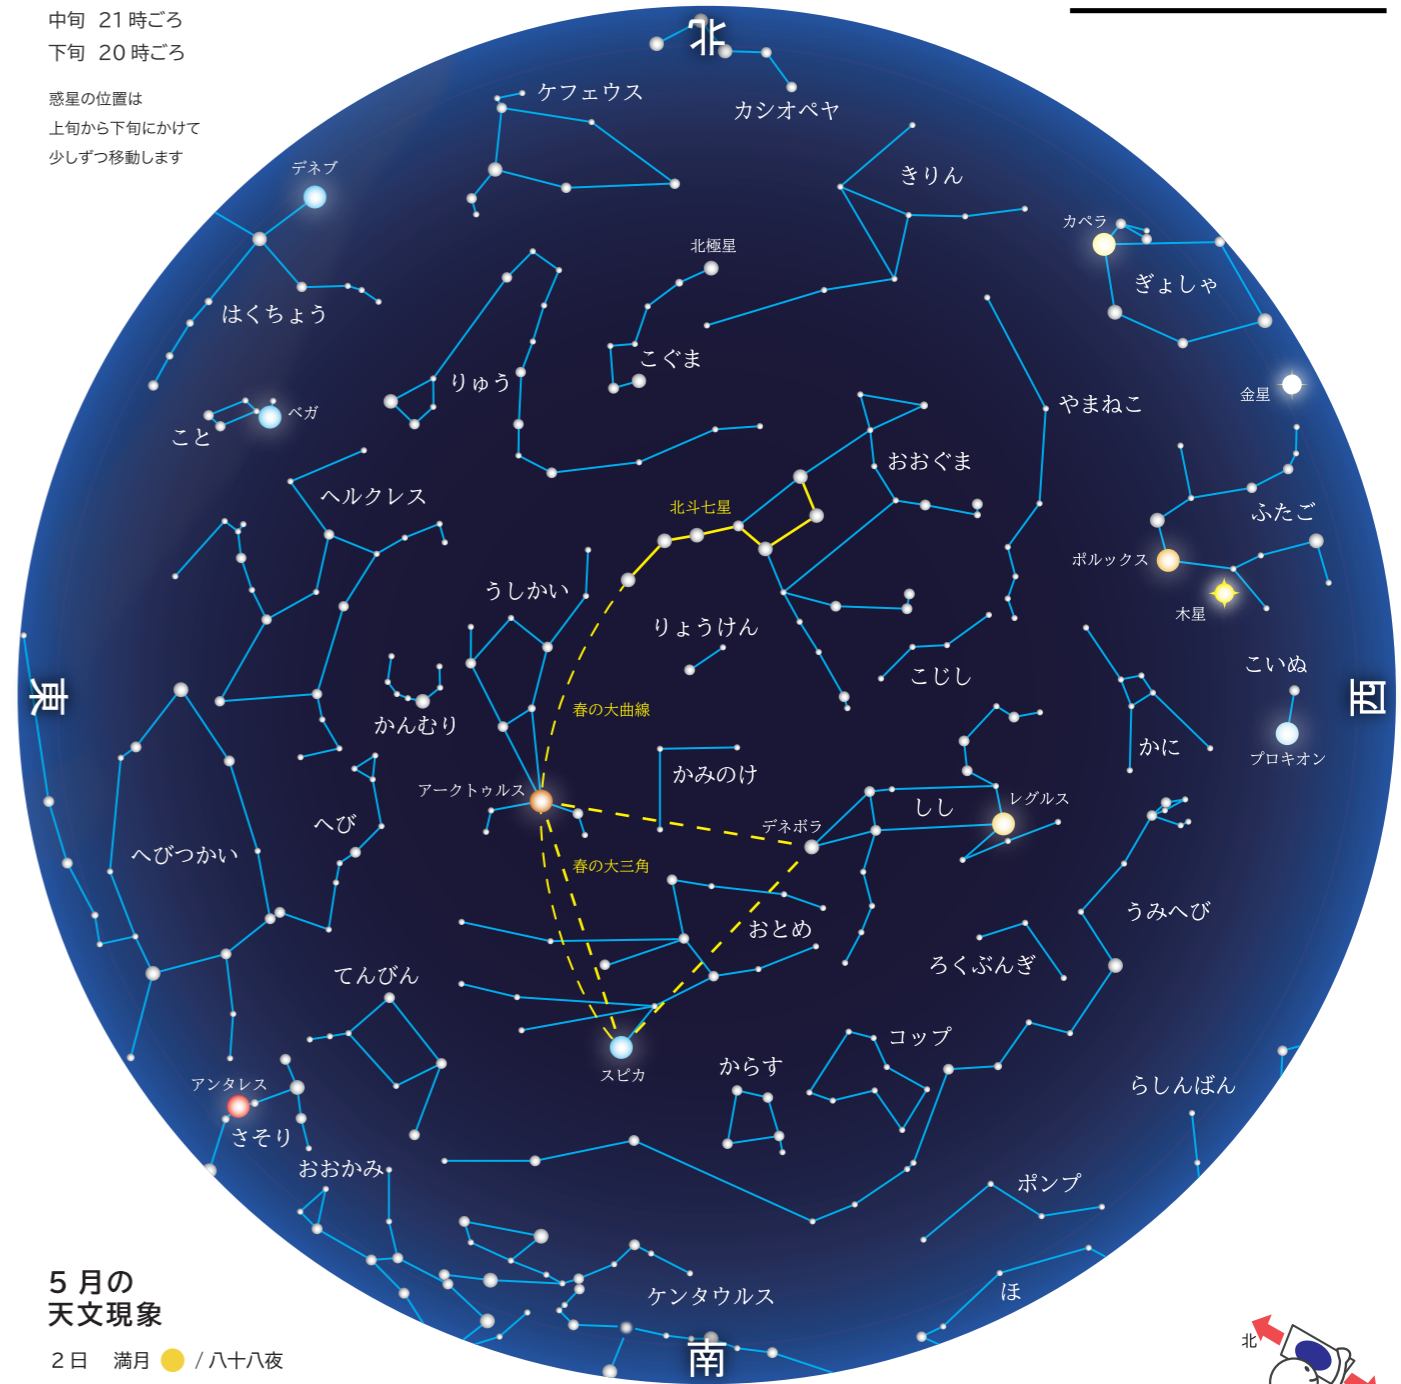 中旬 21時ごろ
下旬 20時ごろ
惑星の位置は
上旬から下旬にかけて
少しずつ移動します
北
ケフェウス
カシオペヤ
デネブ
きりん
カペラ
北極星
ぎょしゃ
はくちょう
こぐま
りゅう
金星
やまねこ
ベガ
こと
おおぐま
ヘルクレス
北斗七星
ふたご
ポルックス
うしかい
木星
りょうけん
こいぬ
こじし
東
西
春の大曲線
かんむり
かに
プロキオン
かみのけ
アークトゥルス
レグルス
しし
デネボラ
へび
へびつかい
春の大三角
うみへび
おとめ
ろくぶんぎ
てんびん
コップ
からす
スピカ
アンタレス
らしんばん
さそり
おおかみ
ポンプ
ケンタウルス
ほ
南
5月の
天文現象
2日 満月 / 八十八夜
北